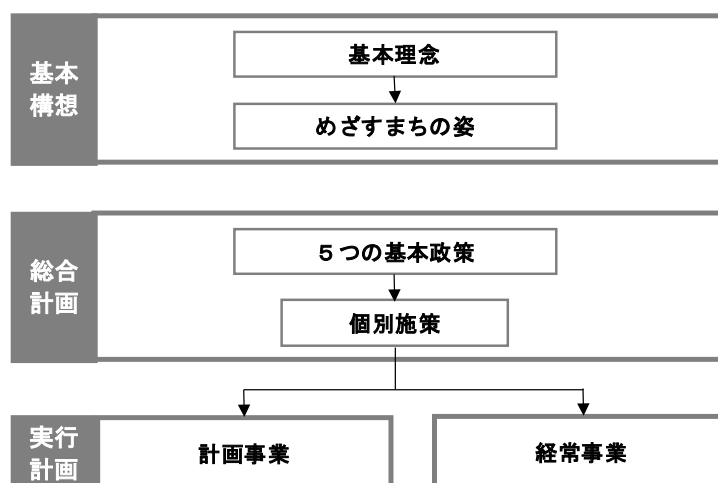 基本
構想
基本理念
めざすまちの姿
総合
計画
５つの基本政策
個別施策
実行
計画
計画事業
経常事業